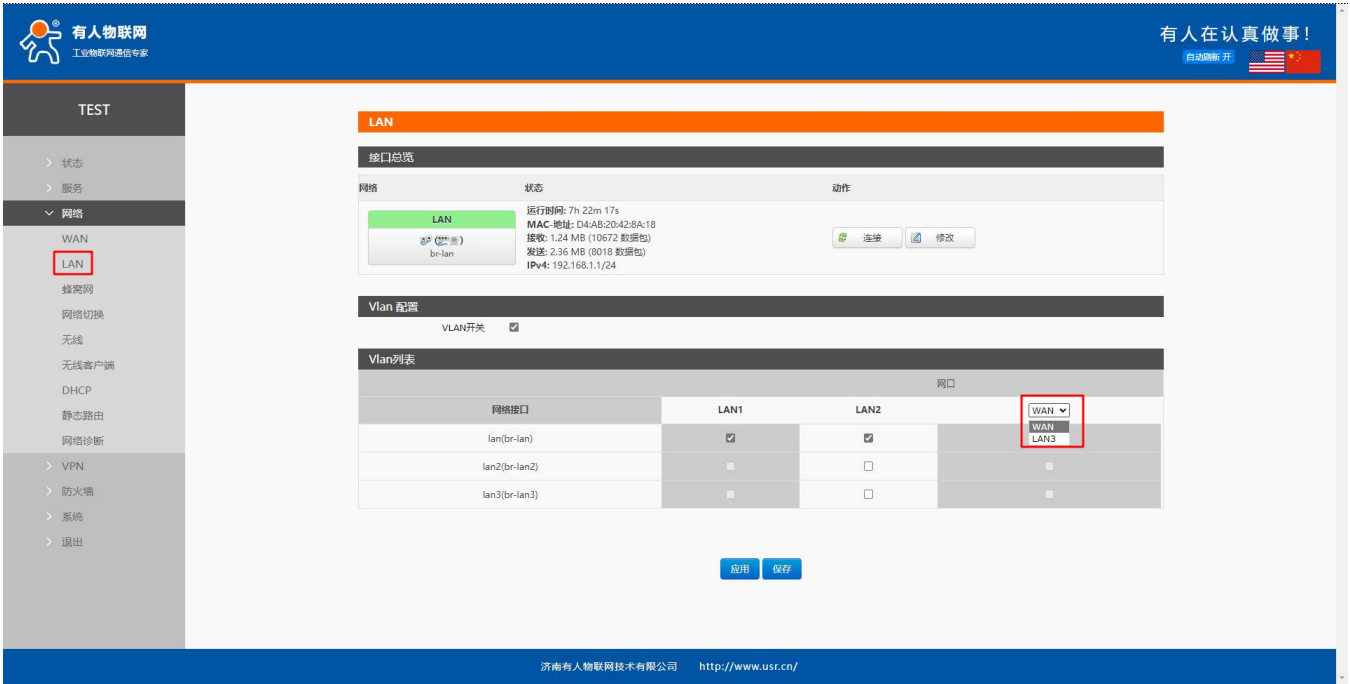 有人物联网
®
工业物联网通信专家
有人在认真做事!
自动刷新 开
TEST
状态
服务
网络
WAN
LAN
蜂窝网
网络切换
无线
无线客户端
DHCP
静态路由
网络诊断
VPN
防火墙
系统
退出
LAN
接口总览
网络 状态 动作
LAN
br-lan
运行时间: 7h 22m 17s
MAC-地址: D4:AB:20:42:8A:18
接收: 1.24 MB (10672 数据包)
发送: 2.36 MB (8018 数据包)
IPv4: 192.168.1.1/24
连接 修改
Vlan 配置
VLAN开关
Vlan列表
网口
网络接口 LAN1 LAN2 WAN
WAN
LAN3
lan(br-lan)
lan2(br-lan2)
lan3(br-lan3)
应用 保存
济南有人物联网技术有限公司 http://www.usr.cn/